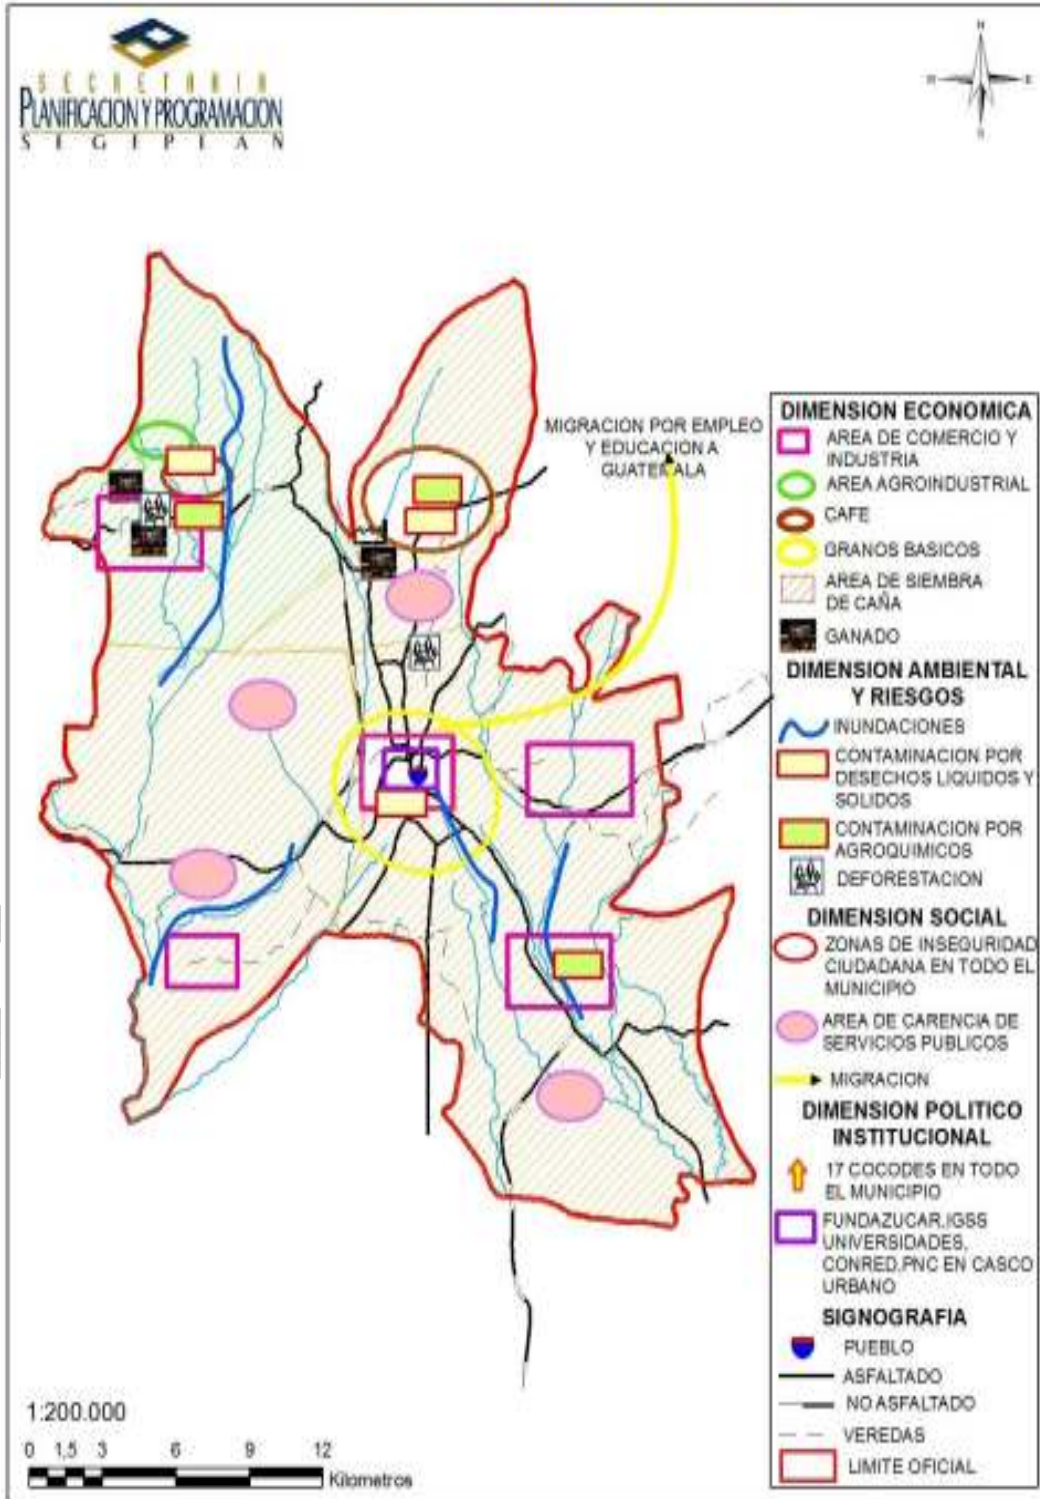 SECRETARIA
PLANIFICACION Y PROGRAMACION
SEGEPLAN
N
E
S
MIGRACION POR EMPLEO
Y EDUCACION A
GUATEMALA
DIMENSION ECONOMICA
AREA DE COMERCIO Y
INDUSTRIA
AREA AGROINDUSTRIAL
CAFE
GRANOS BASICOS
AREA DE SIEMBRA
DE CAÑA
GANADO
DIMENSION AMBIENTAL
Y RIESGOS
INUNDACIONES
CONTAMINACION POR
DESECHOS LIQUIDOS Y
SOLIDOS
CONTAMINACION POR
AGROQUIMICOS
DEFORESTACION
DIMENSION SOCIAL
ZONAS DE INSEGURIDAD
CIUDADANA EN TODO EL
MUNICIPIO
AREA DE CARENCIA DE
SERVICIOS PUBLICOS
MIGRACION
DIMENSION POLITICO
INSTITUCIONAL
17 COCODES EN TODO
EL MUNICIPIO
FUNDAZUCAR,IGSS
UNIVERSIDADES,
CONRED,PNC EN CASCO
URBANO
SIGNOGRAFIA
PUEBLO
ASFALTADO
NO ASFALTADO
VEREDAS
LIMITE OFICIAL
1:200.000
0 1,5 3 6 9 12
Kilometros